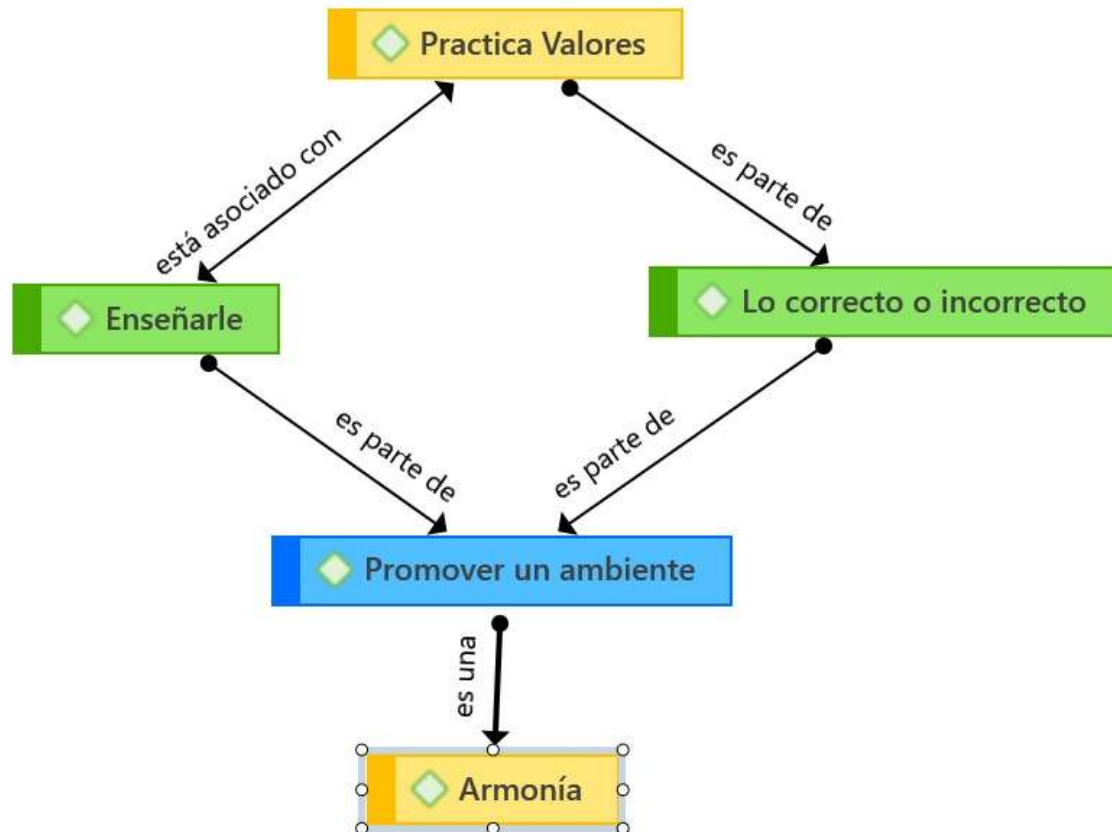 Practica Valores
está asociado con
es parte de
Enseñarle
Lo correcto o incorrecto
es parte de
es parte de
Promover un ambiente
es una
Armonía